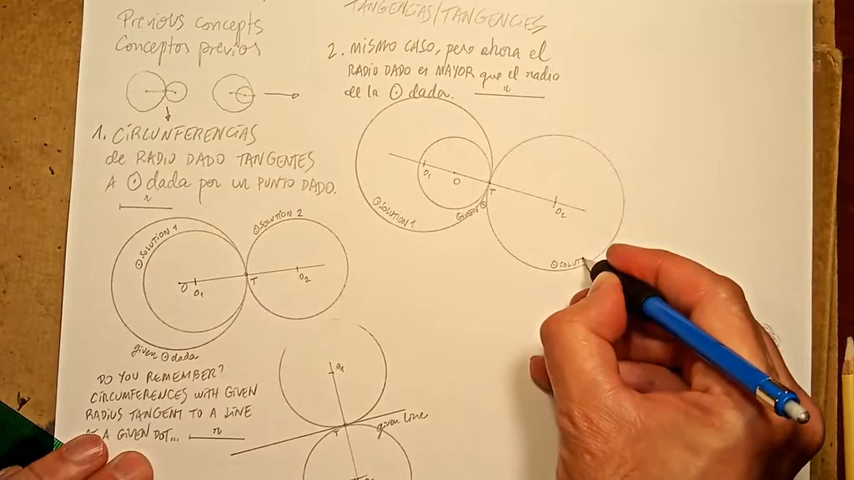 TANGENCIAS/TANGENCIES
Previous concepts
Conceptos previos
1. CIRCUNFERENCIAS
de RADIO DADO TANGENTES
A ⊙ dada por un PUNTO DADO.
r
⊙ SOLUTION 1
⊙ SOLUTION 2
O
O1
T
O2
given ⊙ dada
2. MISMO CASO, pero ahora el
RADIO DADO es MAYOR que el radio
de la ⊙ dada.
r
O1
O
T
O2
⊙ SOLUTION 1
GIVEN ⊙
⊙ SOLUT
DO YOU REMEMBER?
CIRCUMFERENCES WITH GIVEN
RADIUS TANGENT TO A LINE
AT A GIVEN DOT...
r
T
given line